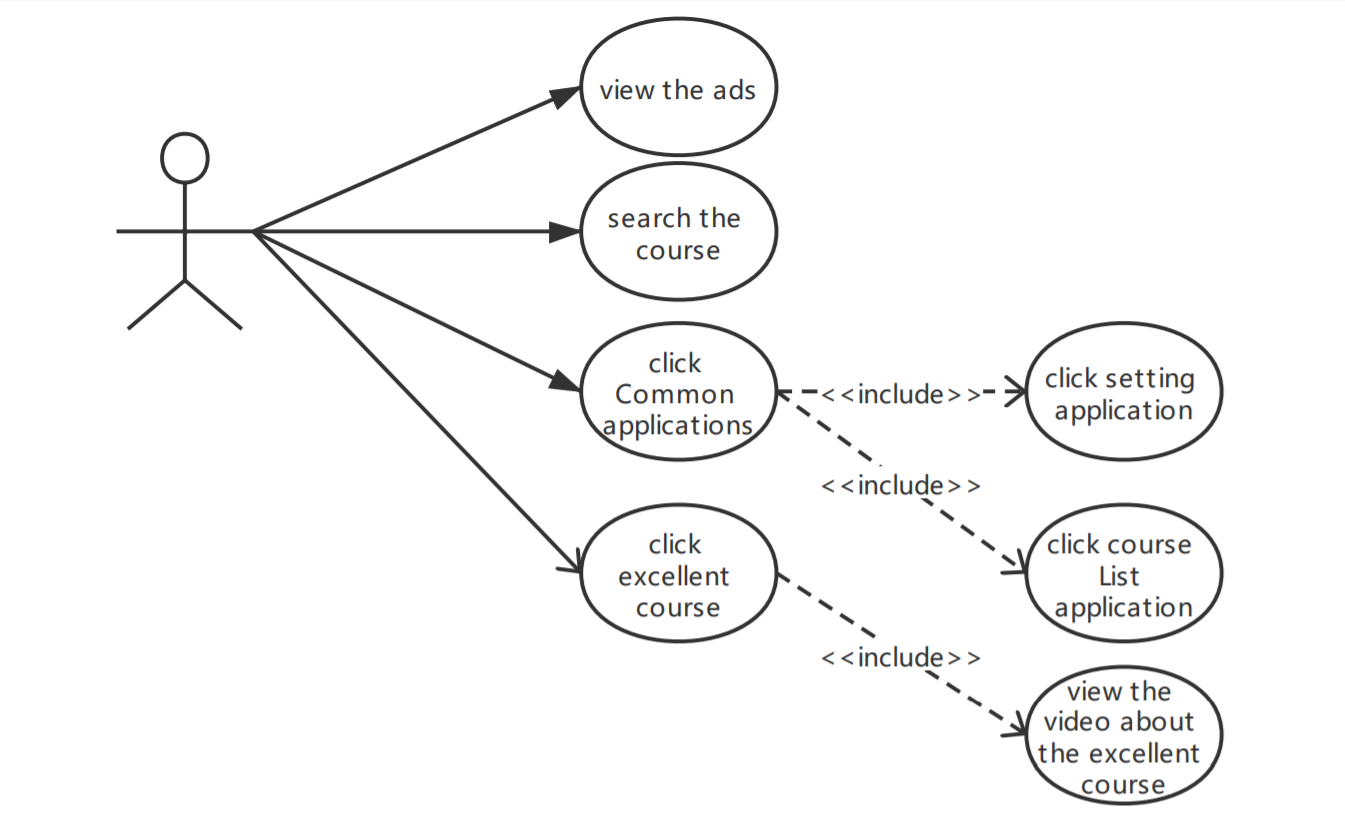 view the ads
search the
course
click
Common
applications
<<include>>
click setting
application
<<include>>
click
excellent
course
click course
List
application
<<include>>
view the
video about
the excellent
course